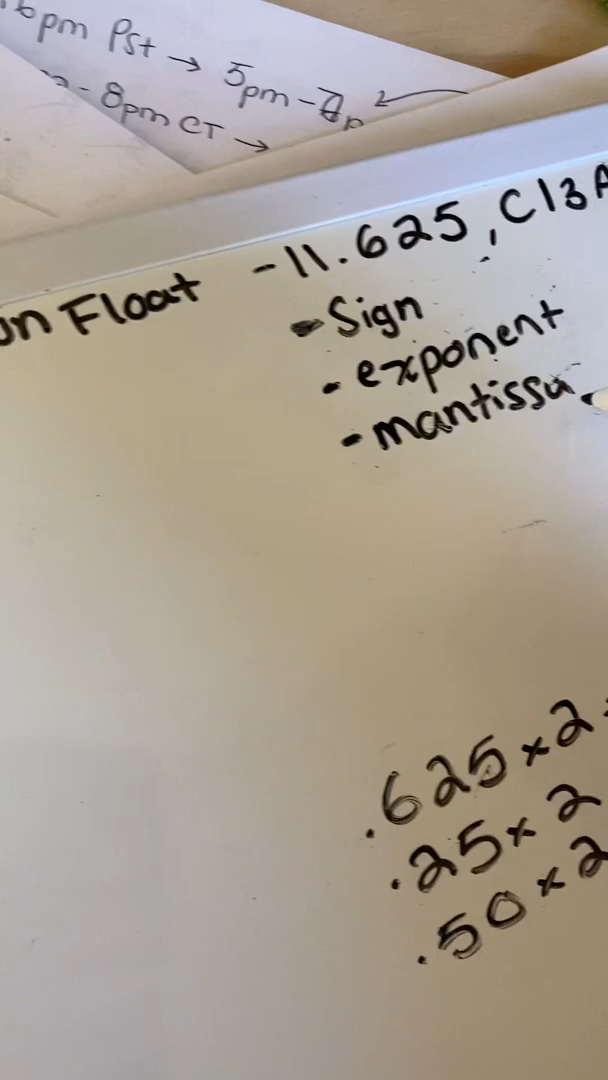 6pm PSt → 5pm-7p
- 8pm CT →
on Float -11.625, C13A
- Sign
- exponent
- mantissa
.625 × 2
.25 × 2
.50 × 2